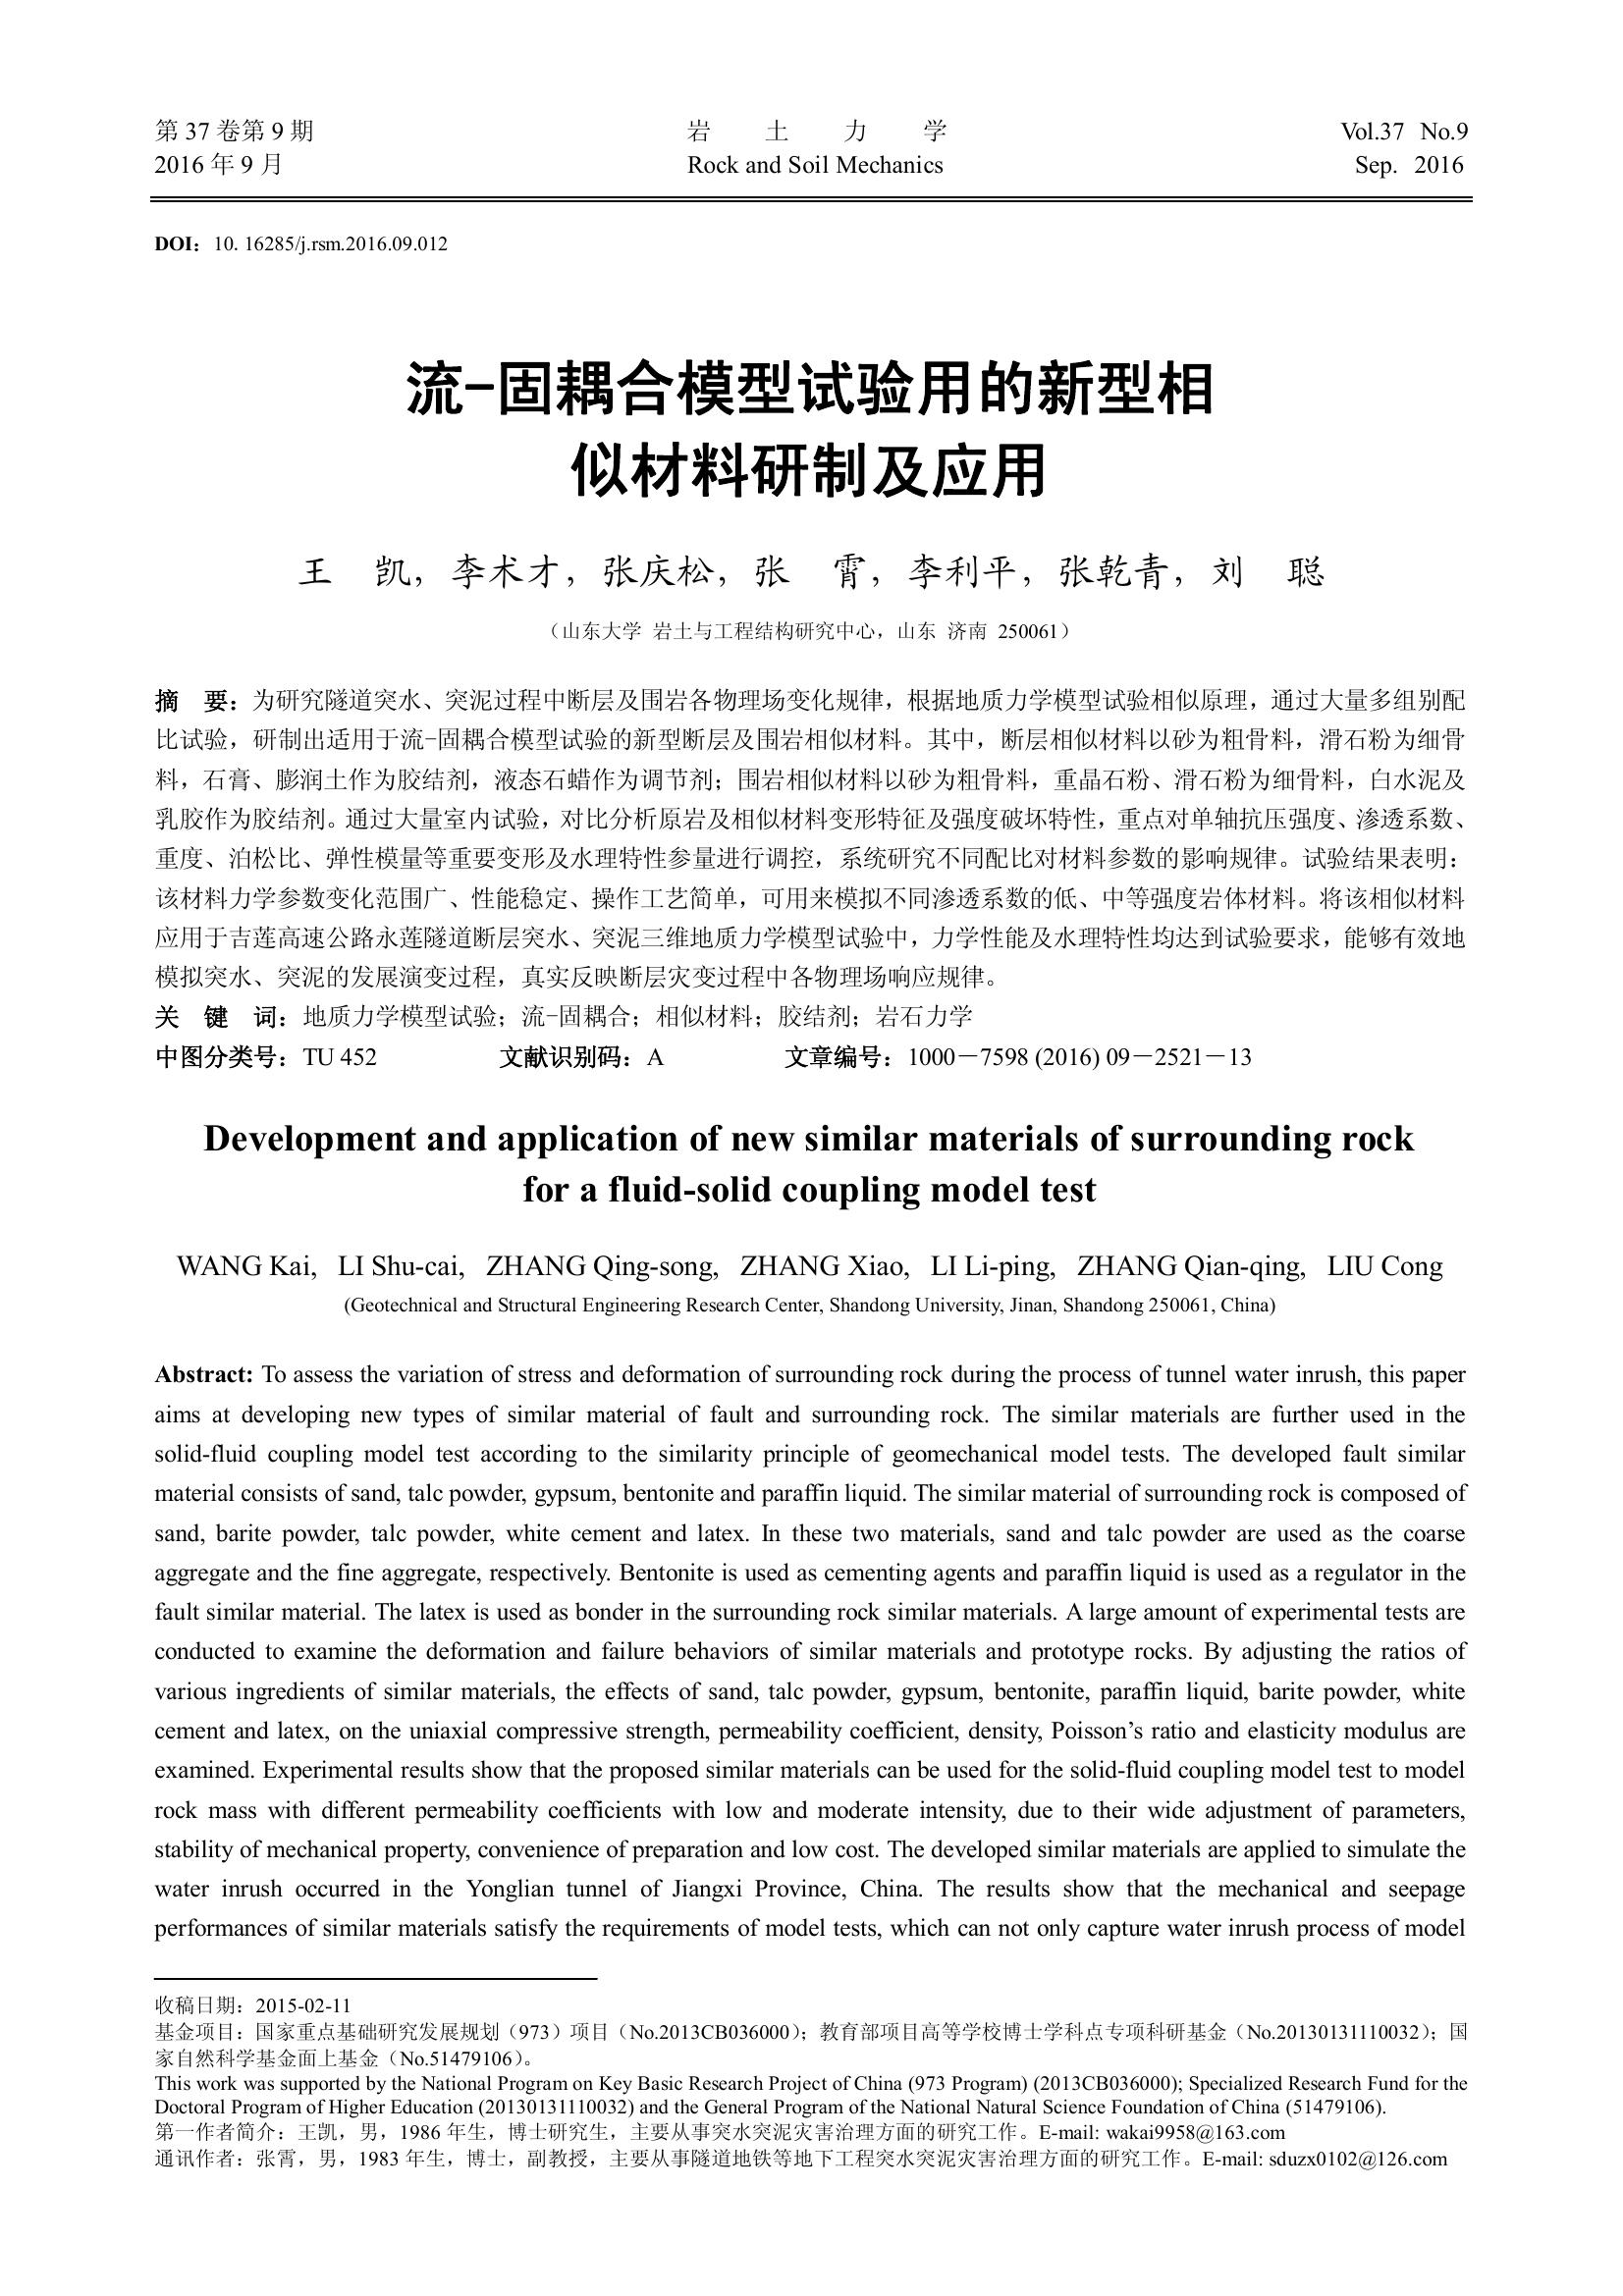 第 37 卷第 9 期 岩 土 力 学 Vol.37 No.9
2016 年 9 月 Rock and Soil Mechanics Sep. 2016
DOI：10. 16285/j.rsm.2016.09.012
流-固耦合模型试验用的新型相
似材料研制及应用
王 凯，李术才，张庆松，张 霄，李利平，张乾青，刘 聪
（山东大学 岩土与工程结构研究中心，山东 济南 250061）
摘 要：为研究隧道突水、突泥过程中断层及围岩各物理场变化规律，根据地质力学模型试验相似原理，通过大量多组别配
比试验，研制出适用于流-固耦合模型试验的新型断层及围岩相似材料。其中，断层相似材料以砂为粗骨料，滑石粉为细骨
料，石膏、膨润土作为胶结剂，液态石蜡作为调节剂；围岩相似材料以砂为粗骨料，重晶石粉、滑石粉为细骨料，白水泥及
乳胶作为胶结剂。通过大量室内试验，对比分析原岩及相似材料变形特征及强度破坏特性，重点对单轴抗压强度、渗透系数、
重度、泊松比、弹性模量等重要变形及水理特性参量进行调控，系统研究不同配比对材料参数的影响规律。试验结果表明：
该材料力学参数变化范围广、性能稳定、操作工艺简单，可用来模拟不同渗透系数的低、中等强度岩体材料。将该相似材料
应用于吉莲高速公路永莲隧道断层突水、突泥三维地质力学模型试验中，力学性能及水理特性均达到试验要求，能够有效地
模拟突水、突泥的发展演变过程，真实反映断层灾变过程中各物理场响应规律。
关 键 词：地质力学模型试验；流-固耦合；相似材料；胶结剂；岩石力学
中图分类号：TU 452 文献识别码：A 文章编号：1000－7598 (2016) 09－2521－13
Development and application of new similar materials of surrounding rock
for a fluid-solid coupling model test
WANG Kai, LI Shu-cai, ZHANG Qing-song, ZHANG Xiao, LI Li-ping, ZHANG Qian-qing, LIU Cong
(Geotechnical and Structural Engineering Research Center, Shandong University, Jinan, Shandong 250061, China)
Abstract: To assess the variation of stress and deformation of surrounding rock during the process of tunnel water inrush, this paper
aims at developing new types of similar material of fault and surrounding rock. The similar materials are further used in the
solid-fluid coupling model test according to the similarity principle of geomechanical model tests. The developed fault similar
material consists of sand, talc powder, gypsum, bentonite and paraffin liquid. The similar material of surrounding rock is composed of
sand, barite powder, talc powder, white cement and latex. In these two materials, sand and talc powder are used as the coarse
aggregate and the fine aggregate, respectively. Bentonite is used as cementing agents and paraffin liquid is used as a regulator in the
fault similar material. The latex is used as bonder in the surrounding rock similar materials. A large amount of experimental tests are
conducted to examine the deformation and failure behaviors of similar materials and prototype rocks. By adjusting the ratios of
various ingredients of similar materials, the effects of sand, talc powder, gypsum, bentonite, paraffin liquid, barite powder, white
cement and latex, on the uniaxial compressive strength, permeability coefficient, density, Poisson’s ratio and elasticity modulus are
examined. Experimental results show that the proposed similar materials can be used for the solid-fluid coupling model test to model
rock mass with different permeability coefficients with low and moderate intensity, due to their wide adjustment of parameters,
stability of mechanical property, convenience of preparation and low cost. The developed similar materials are applied to simulate the
water inrush occurred in the Yonglian tunnel of Jiangxi Province, China. The results show that the mechanical and seepage
performances of similar materials satisfy the requirements of model tests, which can not only capture water inrush process of model
收稿日期：2015-02-11
基金项目：国家重点基础研究发展规划（973）项目（No.2013CB036000）；教育部项目高等学校博士学科点专项科研基金（No.20130131110032）；国
家自然科学基金面上基金（No.51479106）。
This work was supported by the National Program on Key Basic Research Project of China (973 Program) (2013CB036000); Specialized Research Fund for the
Doctoral Program of Higher Education (20130131110032) and the General Program of the National Natural Science Foundation of China (51479106).
第一作者简介：王凯，男，1986 年生，博士研究生，主要从事突水突泥灾害治理方面的研究工作。E-mail: wakai9958@163.com
通讯作者：张霄，男，1983 年生，博士，副教授，主要从事隧道地铁等地下工程突水突泥灾害治理方面的研究工作。E-mail: sduzx0102@126.com